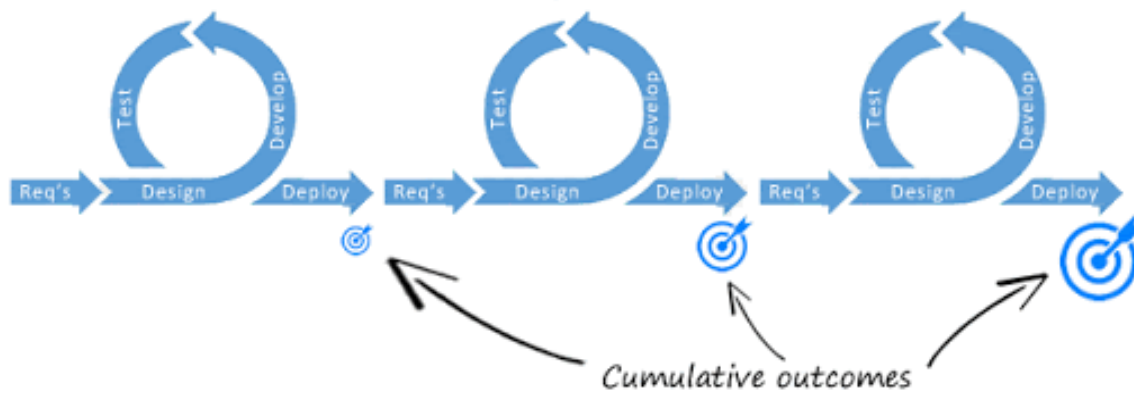 Test
Develop
Req's
Design
Deploy
Test
Develop
Req's
Design
Deploy
Test
Develop
Req's
Design
Deploy
Cumulative outcomes